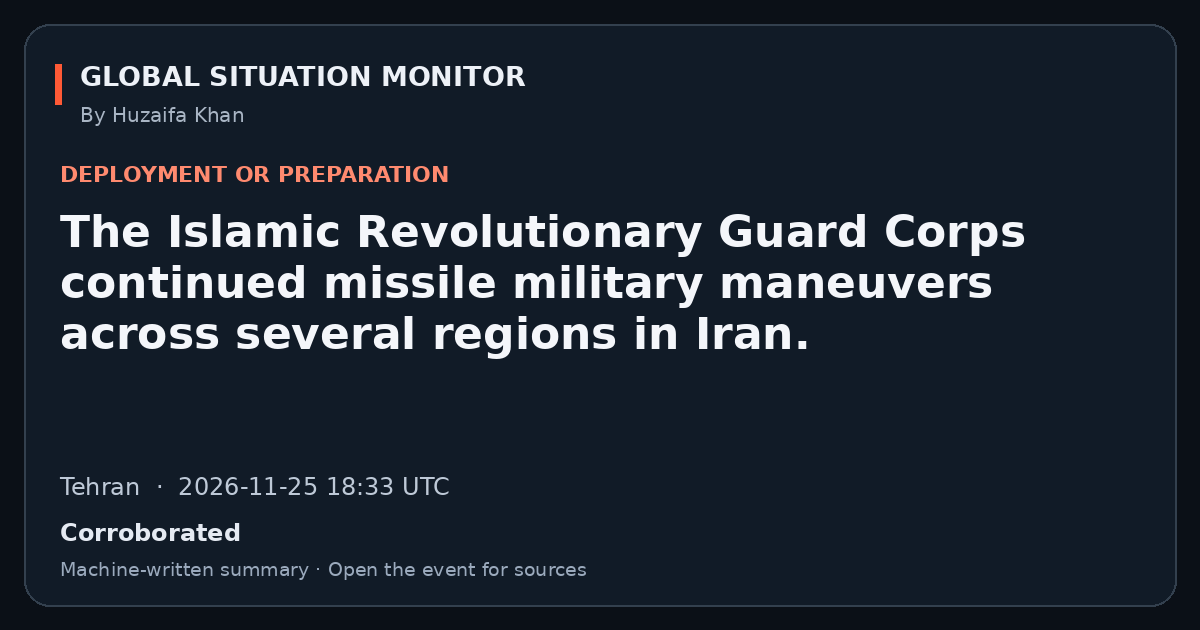 GLOBAL SITUATION MONITOR
By Huzaifa Khan
DEPLOYMENT OR PREPARATION
The Islamic Revolutionary Guard Corps
continued missile military maneuvers
across several regions in Iran.
Tehran · 2026-11-25 18:33 UTC
Corroborated
Machine-written summary · Open the event for sources